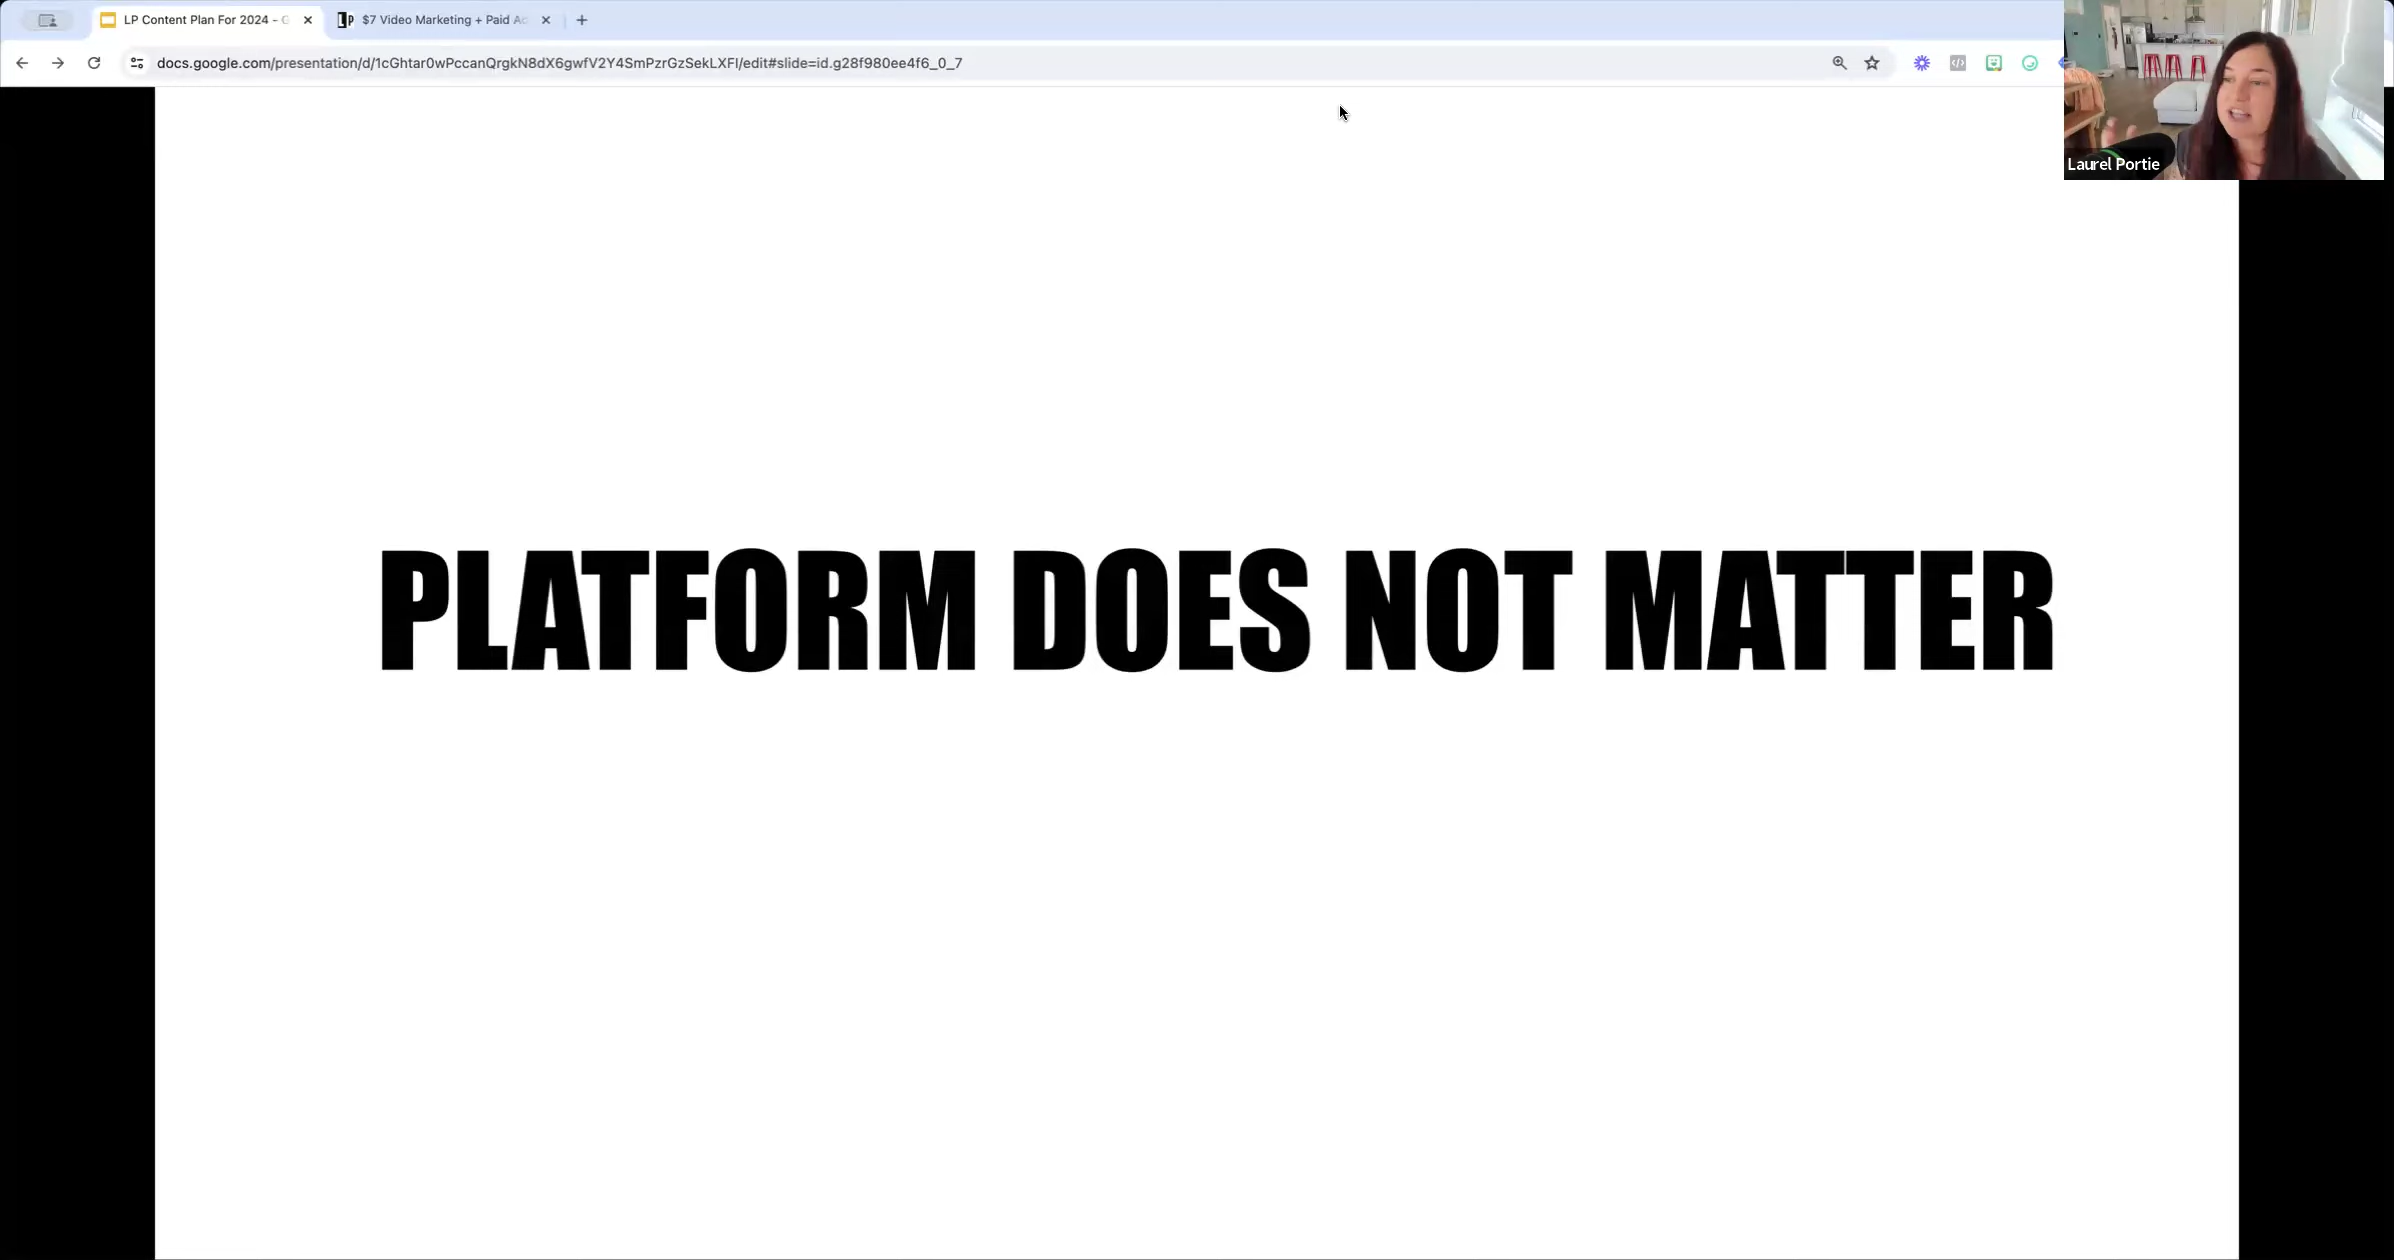 LP Content Plan For 2024 - G
$7 Video Marketing + Paid Ad
docs.google.com/presentation/d/1cGhtar0wPccanQrgkN8dX6gwfV2Y4SmPzrGzSekLXFI/edit#slide=id.g28f980ee4f6_0_7
Laurel Portie
PLATFORM DOES NOT MATTER